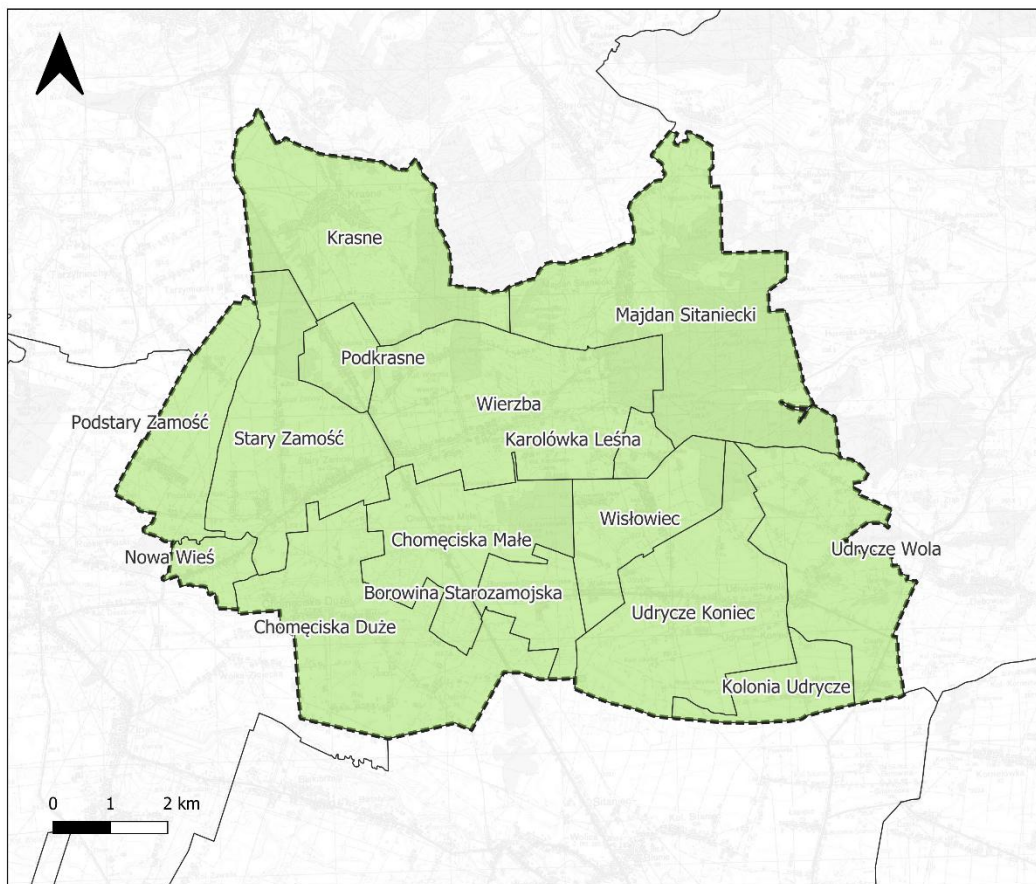 Krasne
Majdan Sitaniecki
Podkrasne
Wierzba
Podstary Zamość
Stary Zamość
Karolówka Leśna
Wisłowiec
Chomęciska Małe
Nowa Wieś
Udrycze Wola
Borowina Starozamojska
Udrycze Koniec
Chomęciska Duże
Kolonia Udrycze
0 1 2 km